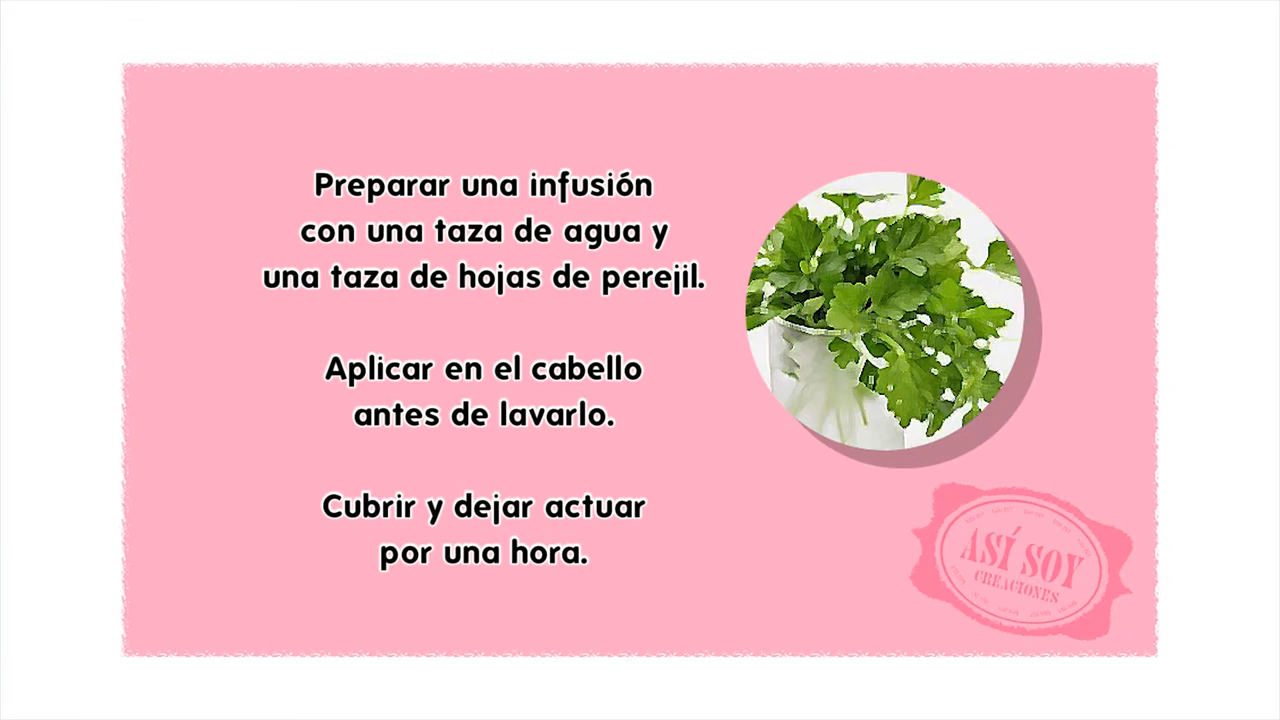 Preparar una infusión
con una taza de agua y
una taza de hojas de perejil.
Aplicar en el cabello
antes de lavarlo.
Cubrir y dejar actuar
por una hora.
ASÍ SOY
CREACIONES